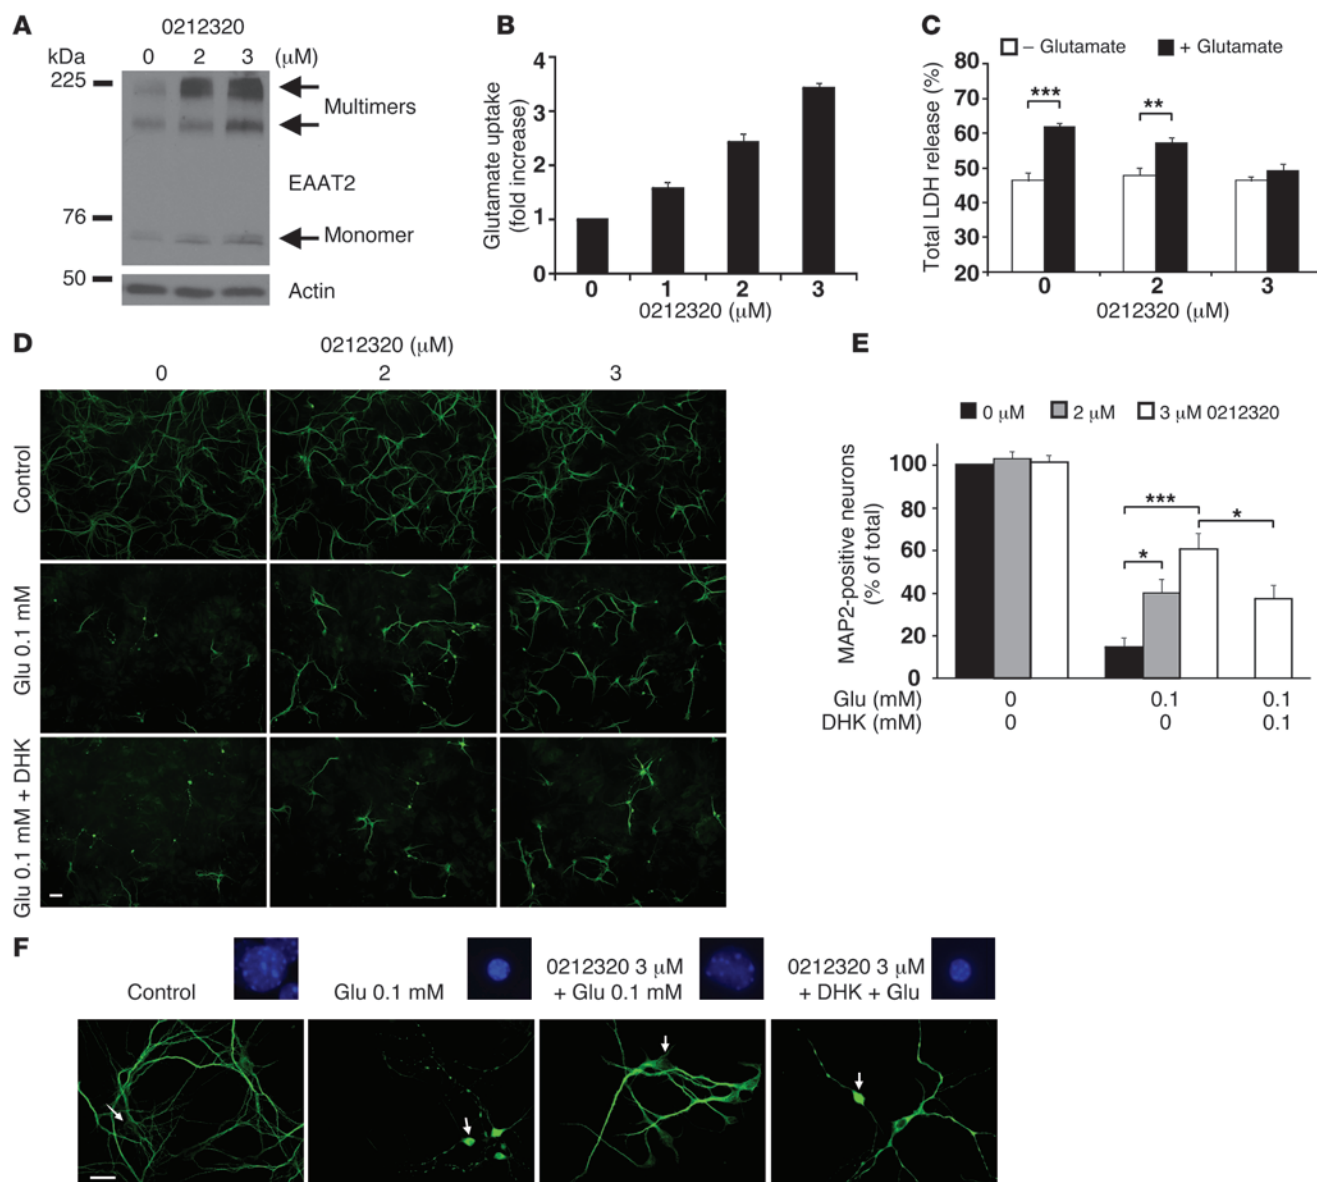 A
0212320
kDa 0 2 3 (μM)
225
Multimers
EAAT2
76
Monomer
50
Actin
B
Glutamate uptake
(fold increase)
4
3
2
1
0
0 1 2 3
0212320 (μM)
C
– Glutamate + Glutamate
Total LDH release (%)
80
70
60
50
40
30
20
***
**
0 2 3
0212320 (μM)
D
0212320 (μM)
0 2 3
Control
Glu 0.1 mM
Glu 0.1 mM + DHK
E
0 μM 2 μM 3 μM 0212320
MAP2-positive neurons
(% of total)
100
80
60
40
20
0
***
*
*
Glu (mM) 0 0.1 0.1
DHK (mM) 0 0 0.1
F
Control
Glu 0.1 mM
0212320 3 μM
+ Glu 0.1 mM
0212320 3 μM
+ DHK + Glu